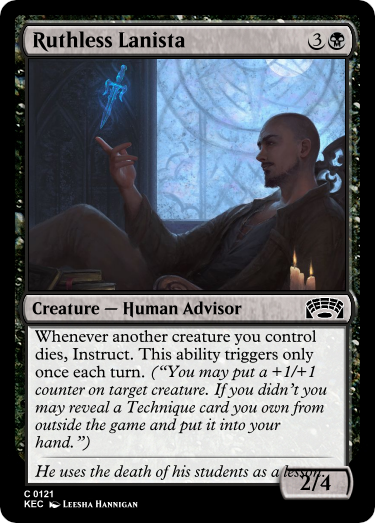 Ruthless Lanista 3
Creature — Human Advisor
Whenever another creature you control
dies, Instruct. This ability triggers only
once each turn. (“You may put a +1/+1
counter on target creature. If you didn’t you
may reveal a Technique card you own from
outside the game and put it into your
hand.”)
He uses the death of his students as a lesson.
2/4
C 0121
KEC Leesha Hannigan